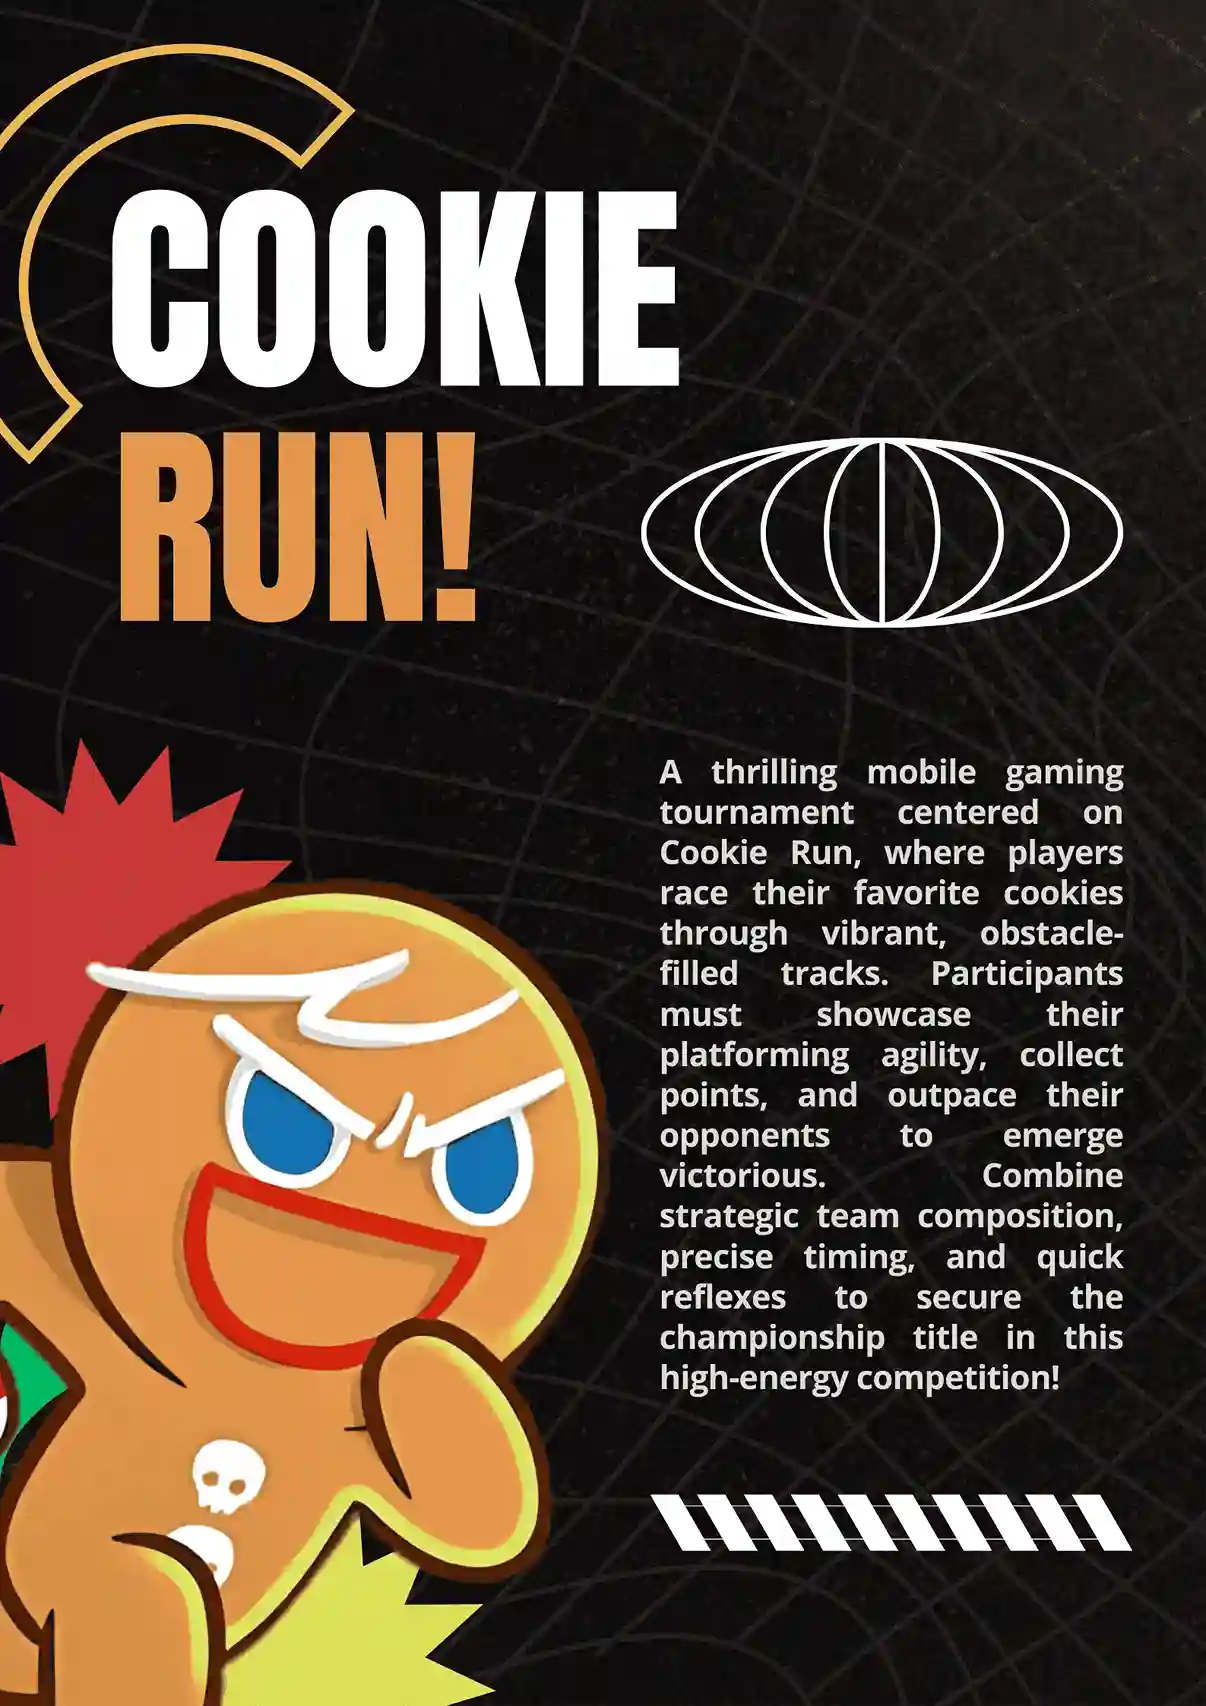 COOKIE
RUN!
A thrilling mobile gaming
tournament centered on
Cookie Run, where players
race their favorite cookies
through vibrant, obstacle-
filled tracks. Participants
must showcase their
platforming agility, collect
points, and outpace their
opponents to emerge
victorious. Combine
strategic team composition,
precise timing, and quick
reflexes to secure the
championship title in this
high-energy competition!